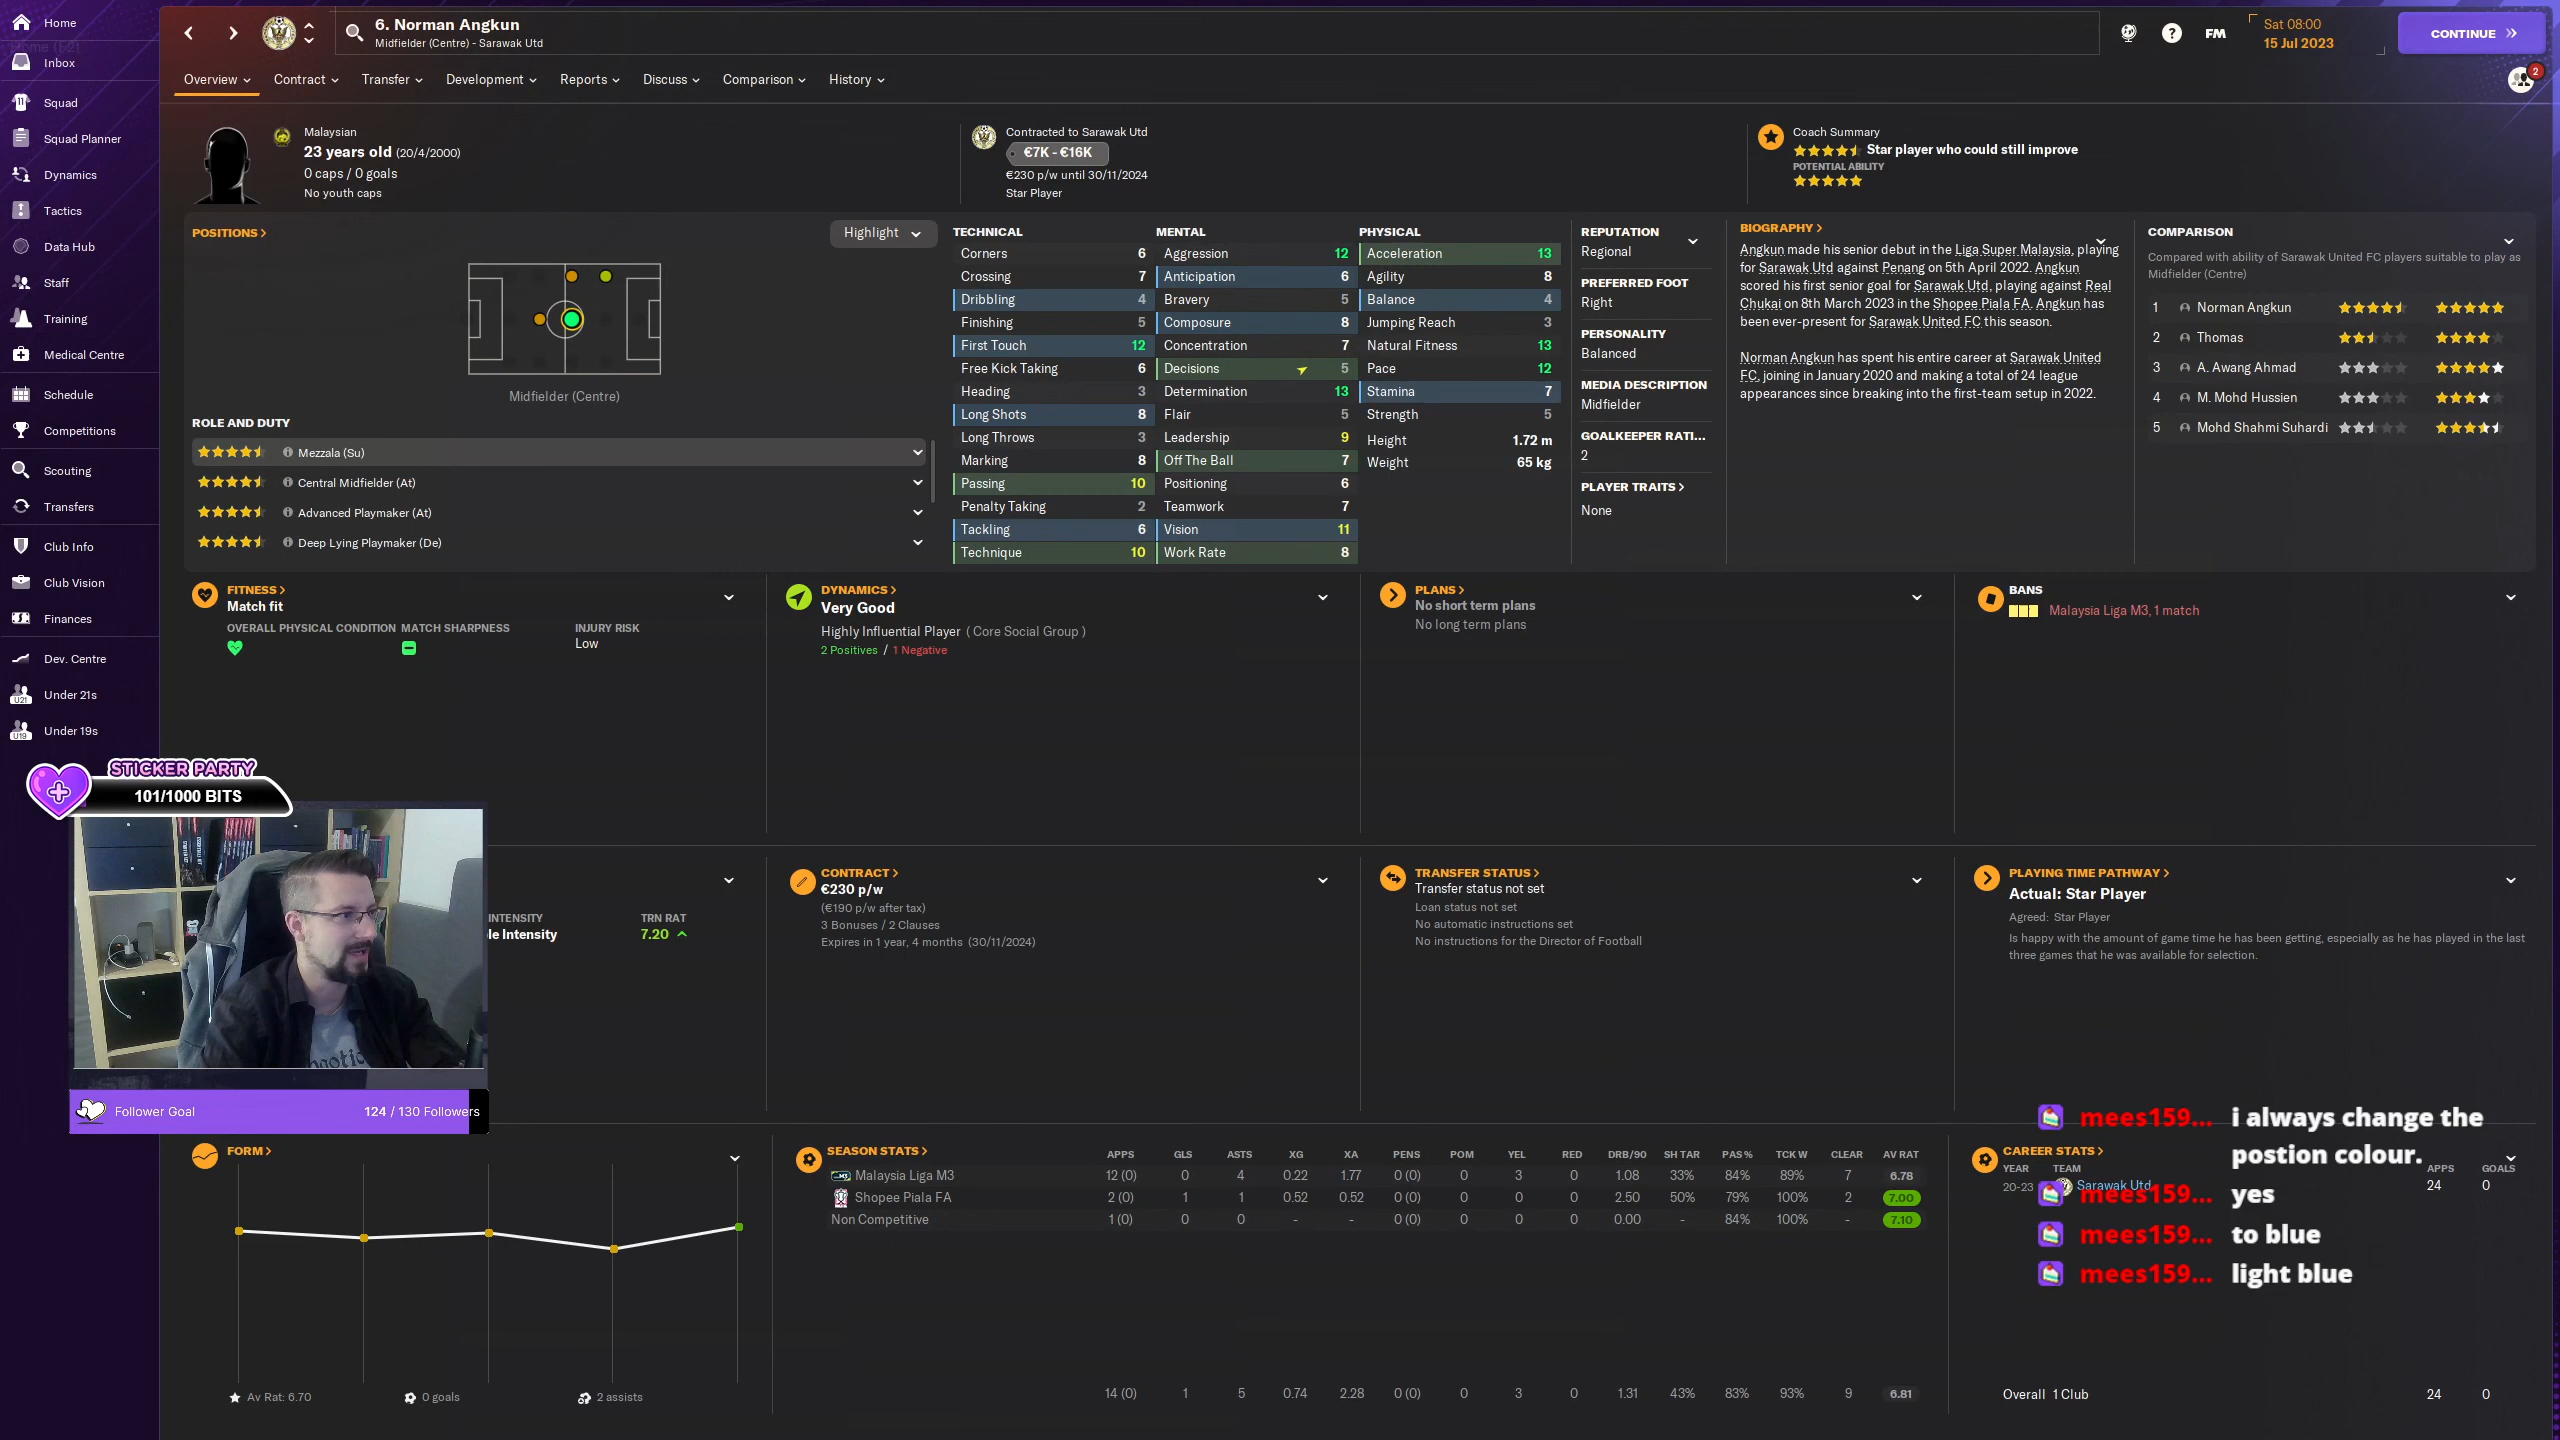 Home
Inbox
Squad
Squad Planner
Dynamics
Tactics
Data Hub
Staff
Training
Medical Centre
Schedule
Competitions
Scouting
Transfers
Club Info
Club Vision
Finances
Dev. Centre
Under 21s
Under 19s
6. Norman Angkun
Midfielder (Centre) - Sarawak Utd
FM
Sat 08:00
15 Jul 2023
CONTINUE
Overview Contract Transfer Development Reports Discuss Comparison History
2
Malaysian
23 years old (20/4/2000)
0 caps / 0 goals
No youth caps
Contracted to Sarawak Utd
€7K - €16K
€230 p/w until 30/11/2024
Star Player
Coach Summary
Star player who could still improve
POTENTIAL ABILITY
POSITIONS
Highlight
Midfielder (Centre)
ROLE AND DUTY
Mezzala (Su)
Central Midfielder (At)
Advanced Playmaker (At)
Deep Lying Playmaker (De)
TECHNICAL
Corners 6
Crossing 7
Dribbling 4
Finishing 5
First Touch 12
Free Kick Taking 6
Heading 3
Long Shots 8
Long Throws 3
Marking 8
Passing 10
Penalty Taking 2
Tackling 6
Technique 10
MENTAL
Aggression 12
Anticipation 6
Bravery 5
Composure 8
Concentration 7
Decisions 5
Determination 13
Flair 5
Leadership 9
Off The Ball 7
Positioning 6
Teamwork 7
Vision 11
Work Rate 8
PHYSICAL
Acceleration 13
Agility 8
Balance 4
Jumping Reach 3
Natural Fitness 13
Pace 12
Stamina 7
Strength 5
Height 1.72 m
Weight 65 kg
REPUTATION
Regional
PREFERRED FOOT
Right
PERSONALITY
Balanced
MEDIA DESCRIPTION
Midfielder
GOALKEEPER RATI...
2
PLAYER TRAITS
None
BIOGRAPHY
Angkun made his senior debut in the Liga Super Malaysia, playing
for Sarawak Utd against Penang on 5th April 2022. Angkun
scored his first senior goal for Sarawak Utd, playing against Real
Chukai on 8th March 2023 in the Shopee Piala FA. Angkun has
been ever-present for Sarawak United FC this season.
Norman Angkun has spent his entire career at Sarawak United
FC, joining in January 2020 and making a total of 24 league
appearances since breaking into the first-team setup in 2022.
COMPARISON
Compared with ability of Sarawak United FC players suitable to play as
Midfielder (Centre)
1 Norman Angkun
2 Thomas
3 A. Awang Ahmad
4 M. Mohd Hussien
5 Mohd Shahmi Suhardi
FITNESS
Match fit
OVERALL PHYSICAL CONDITION MATCH SHARPNESS INJURY RISK
Low
DYNAMICS
Very Good
Highly Influential Player ( Core Social Group )
2 Positives / 1 Negative
PLANS
No short term plans
No long term plans
BANS
Malaysia Liga M3, 1 match
STICKER PARTY
101/1000 BITS
INTENSITY TRN RAT
le Intensity 7.20
Follower Goal 124 / 130 Followers
CONTRACT
€230 p/w
(€190 p/w after tax)
3 Bonuses / 2 Clauses
Expires in 1 year, 4 months (30/11/2024)
TRANSFER STATUS
Transfer status not set
Loan status not set
No automatic instructions set
No instructions for the Director of Football
PLAYING TIME PATHWAY
Actual: Star Player
Agreed: Star Player
Is happy with the amount of game time he has been getting, especially as he has played in the last
three games that he was available for selection.
FORM
Av Rat: 6.70 0 goals 2 assists
SEASON STATS APPS GLS ASTS XG XA PENS POM YEL RED DRB/90 SH TAR PAS % TCK W CLEAR AV RAT
Malaysia Liga M3 12 (0) 0 4 0.22 1.77 0 (0) 0 3 0 1.08 33% 84% 89% 7 6.78
Shopee Piala FA 2 (0) 1 1 0.52 0.52 0 (0) 0 0 0 2.50 50% 79% 100% 2 7.00
Non Competitive 1 (0) 0 0 - - 0 (0) 0 0 0 0.00 - 84% 100% - 7.10
14 (0) 1 5 0.74 2.28 0 (0) 0 3 0 1.31 43% 83% 93% 9 6.81
CAREER STATS
YEAR TEAM APPS GOALS
20-23 Sarawak Utd 24 0
Overall 1 Club 24 0
mees159... i always change the
postion colour.
mees159... yes
mees159... to blue
mees159... light blue